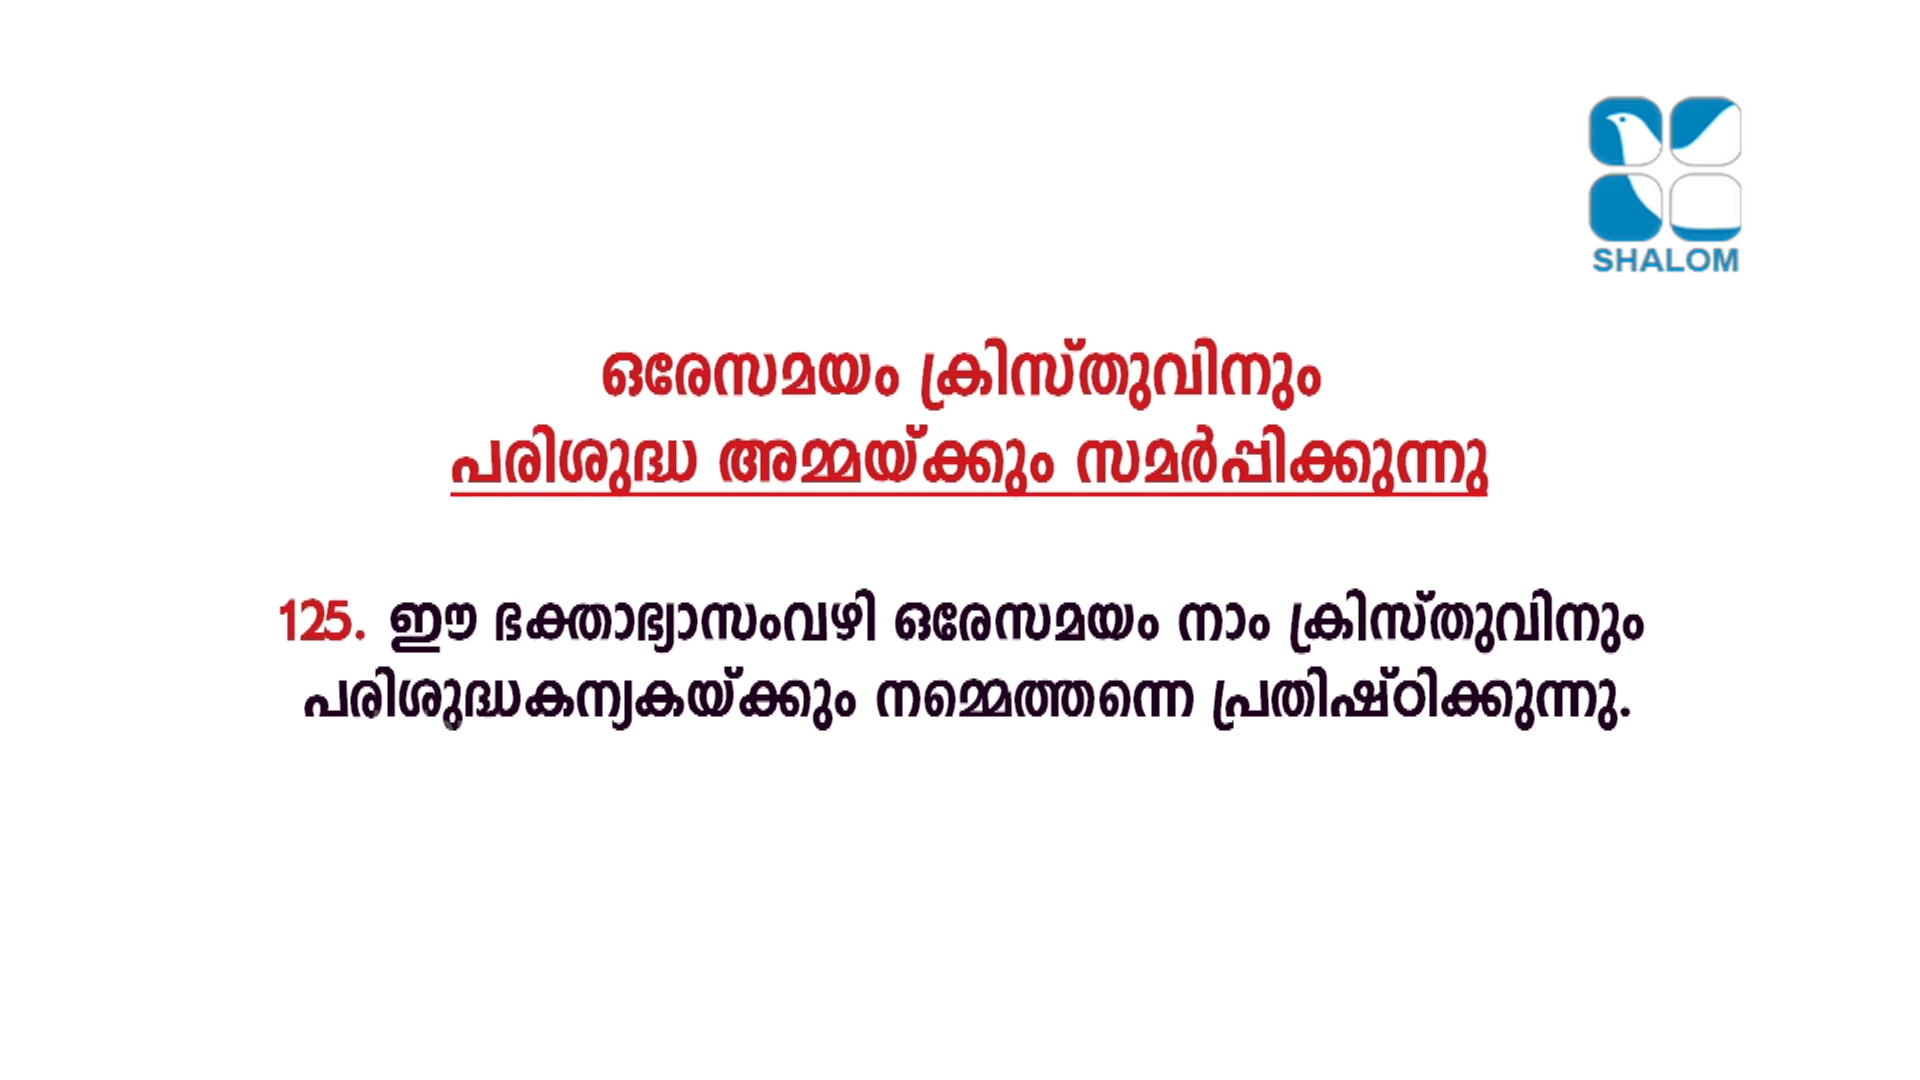 SHALOM
ഒരേസമയം ക്രിസ്തുവിനും
പരിശുദ്ധ അമ്മയ്ക്കും സമർപ്പിക്കുന്നു
125. ഈ ഭക്താഭ്യാസംവഴി ഒരേസമയം നാം ക്രിസ്തുവിനും
പരിശുദ്ധകന്യകയ്ക്കും നമ്മെത്തന്നെ പ്രതിഷ്ഠിക്കുന്നു.